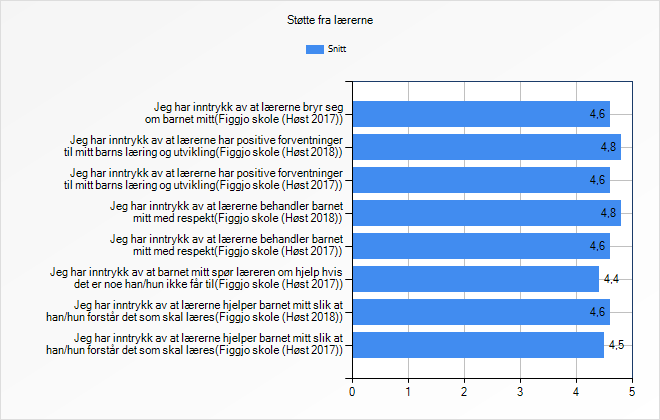 Støtte fra lærerne
Snitt
Jeg har inntrykk av at lærerne bryr seg
om barnet mitt(Figgjo skole (Høst 2017))
4,6
Jeg har inntrykk av at lærerne har positive forventninger
til mitt barns læring og utvikling(Figgjo skole (Høst 2018))
4,8
Jeg har inntrykk av at lærerne har positive forventninger
til mitt barns læring og utvikling(Figgjo skole (Høst 2017))
4,6
Jeg har inntrykk av at lærerne behandler barnet
mitt med respekt(Figgjo skole (Høst 2018))
4,8
Jeg har inntrykk av at lærerne behandler barnet
mitt med respekt(Figgjo skole (Høst 2017))
4,6
Jeg har inntrykk av at barnet mitt spør læreren om hjelp hvis
det er noe han/hun ikke får til(Figgjo skole (Høst 2017))
4,4
Jeg har inntrykk av at lærerne hjelper barnet mitt slik at
han/hun forstår det som skal læres(Figgjo skole (Høst 2018))
4,6
Jeg har inntrykk av at lærerne hjelper barnet mitt slik at
han/hun forstår det som skal læres(Figgjo skole (Høst 2017))
4,5
0 1 2 3 4 5